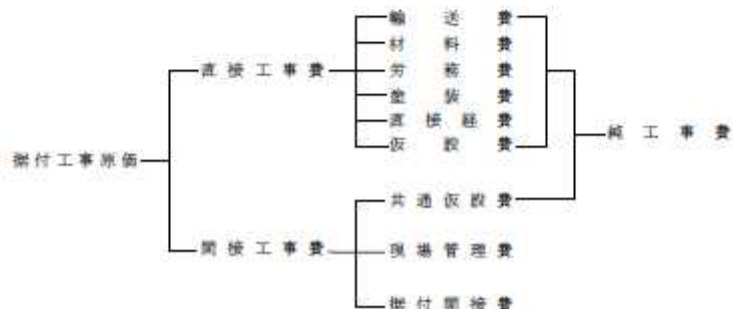 輸送費
材料費
直接工事費
労務費
塗装費
直接経費
仮設費
純工事費
据付工事原価
共通仮設費
間接工事費
現場管理費
据付間接費